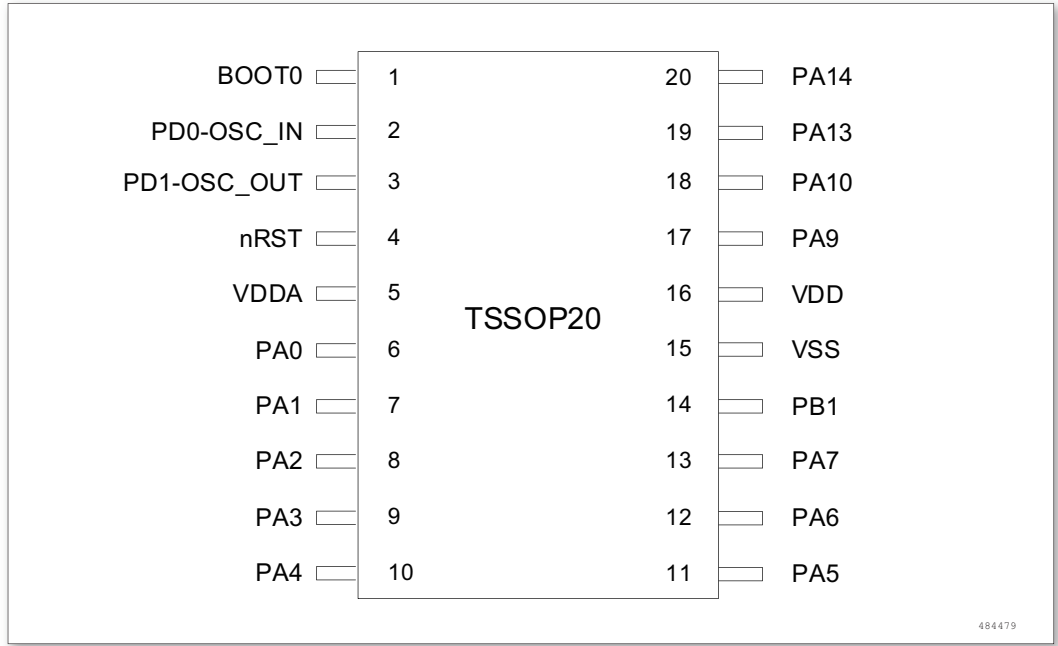 BOOT0 1 20 PA14
PD0-OSC_IN 2 19 PA13
PD1-OSC_OUT 3 18 PA10
nRST 4 17 PA9
VDDA 5 16 VDD
TSSOP20
PA0 6 15 VSS
PA1 7 14 PB1
PA2 8 13 PA7
PA3 9 12 PA6
PA4 10 11 PA5
484479